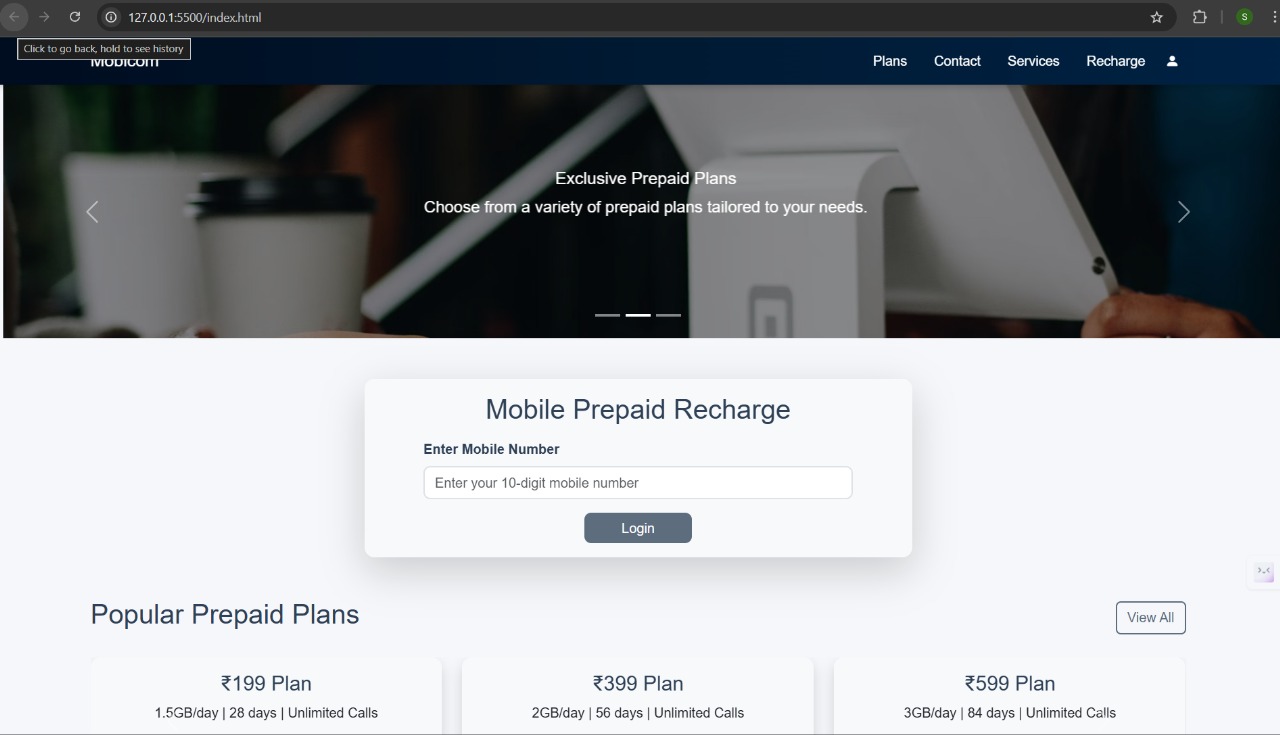 127.0.0.1:5500/index.html
S
Click to go back, hold to see history
Mobicom
Plans Contact Services Recharge
Exclusive Prepaid Plans
Choose from a variety of prepaid plans tailored to your needs.
Mobile Prepaid Recharge
Enter Mobile Number
Enter your 10-digit mobile number
Login
Popular Prepaid Plans
View All
₹199 Plan
1.5GB/day | 28 days | Unlimited Calls
₹399 Plan
2GB/day | 56 days | Unlimited Calls
₹599 Plan
3GB/day | 84 days | Unlimited Calls